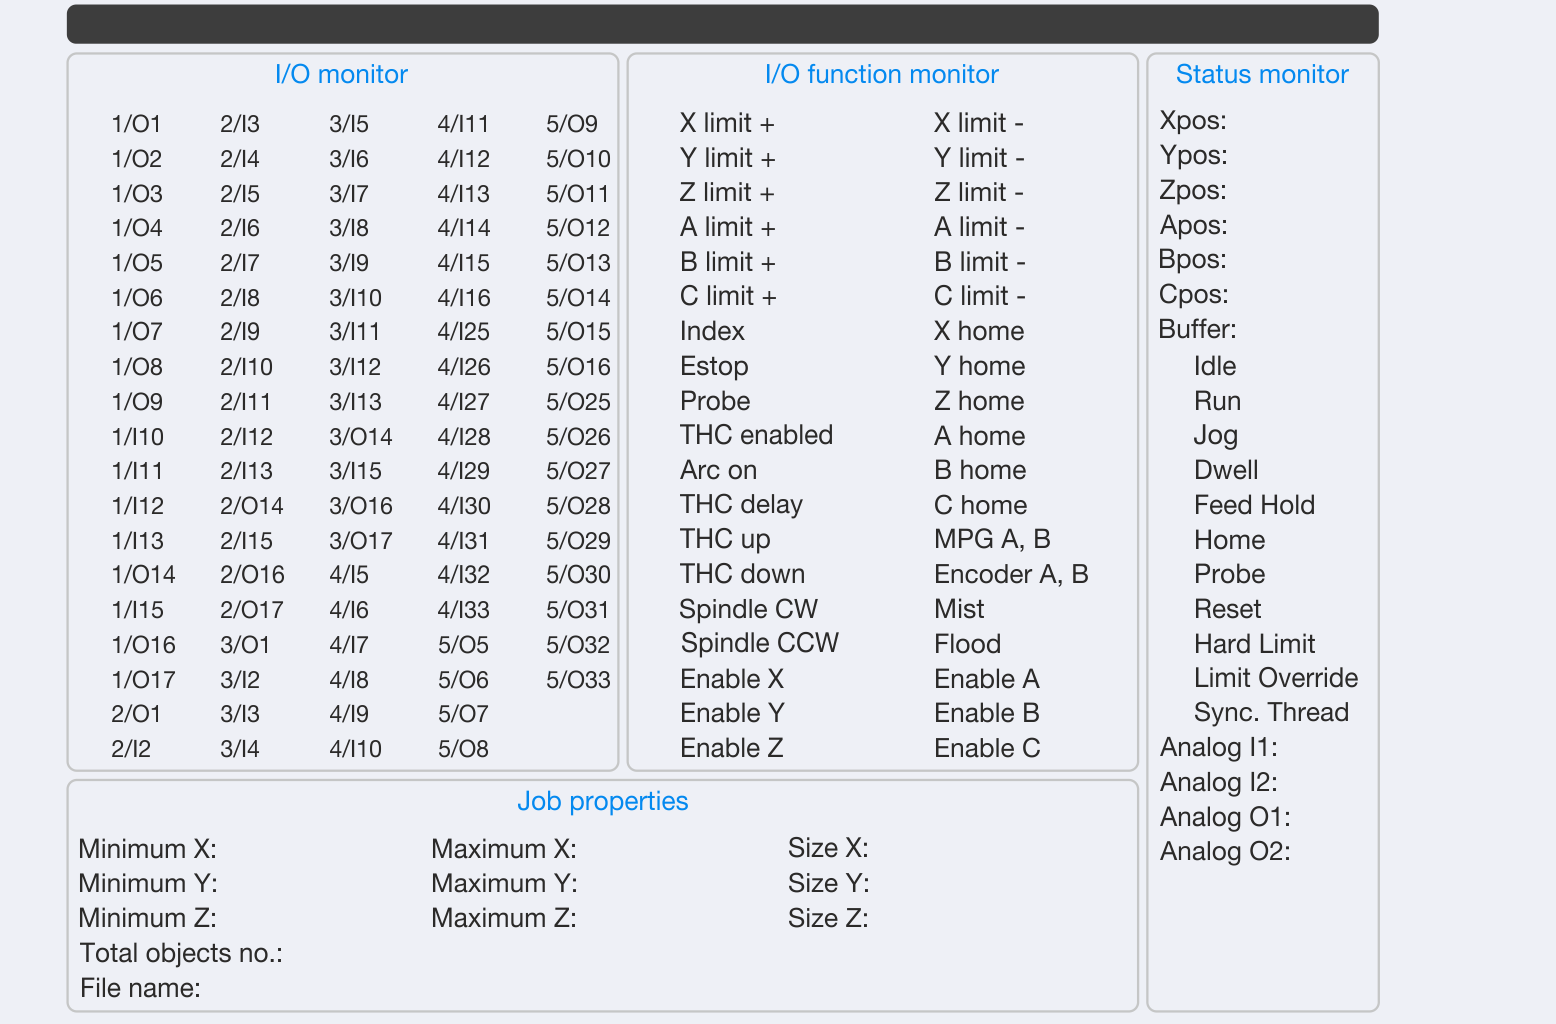 I/O monitor
1/O1 2/I3 3/I5 4/I11 5/O9
1/O2 2/I4 3/I6 4/I12 5/O10
1/O3 2/I5 3/I7 4/I13 5/O11
1/O4 2/I6 3/I8 4/I14 5/O12
1/O5 2/I7 3/I9 4/I15 5/O13
1/O6 2/I8 3/I10 4/I16 5/O14
1/O7 2/I9 3/I11 4/I25 5/O15
1/O8 2/I10 3/I12 4/I26 5/O16
1/O9 2/I11 3/I13 4/I27 5/O25
1/I10 2/I12 3/O14 4/I28 5/O26
1/I11 2/I13 3/I15 4/I29 5/O27
1/I12 2/O14 3/O16 4/I30 5/O28
1/I13 2/I15 3/O17 4/I31 5/O29
1/O14 2/O16 4/I5 4/I32 5/O30
1/I15 2/O17 4/I6 4/I33 5/O31
1/O16 3/O1 4/I7 5/O5 5/O32
1/O17 3/I2 4/I8 5/O6 5/O33
2/O1 3/I3 4/I9 5/O7
2/I2 3/I4 4/I10 5/O8
I/O function monitor
X limit + X limit -
Y limit + Y limit -
Z limit + Z limit -
A limit + A limit -
B limit + B limit -
C limit + C limit -
Index X home
Estop Y home
Probe Z home
THC enabled A home
Arc on B home
THC delay C home
THC up MPG A, B
THC down Encoder A, B
Spindle CW Mist
Spindle CCW Flood
Enable X Enable A
Enable Y Enable B
Enable Z Enable C
Status monitor
Xpos:
Ypos:
Zpos:
Apos:
Bpos:
Cpos:
Buffer:
Idle
Run
Jog
Dwell
Feed Hold
Home
Probe
Reset
Hard Limit
Limit Override
Sync. Thread
Analog I1:
Analog I2:
Analog O1:
Analog O2:
Job properties
Minimum X: Maximum X: Size X:
Minimum Y: Maximum Y: Size Y:
Minimum Z: Maximum Z: Size Z:
Total objects no.:
File name: